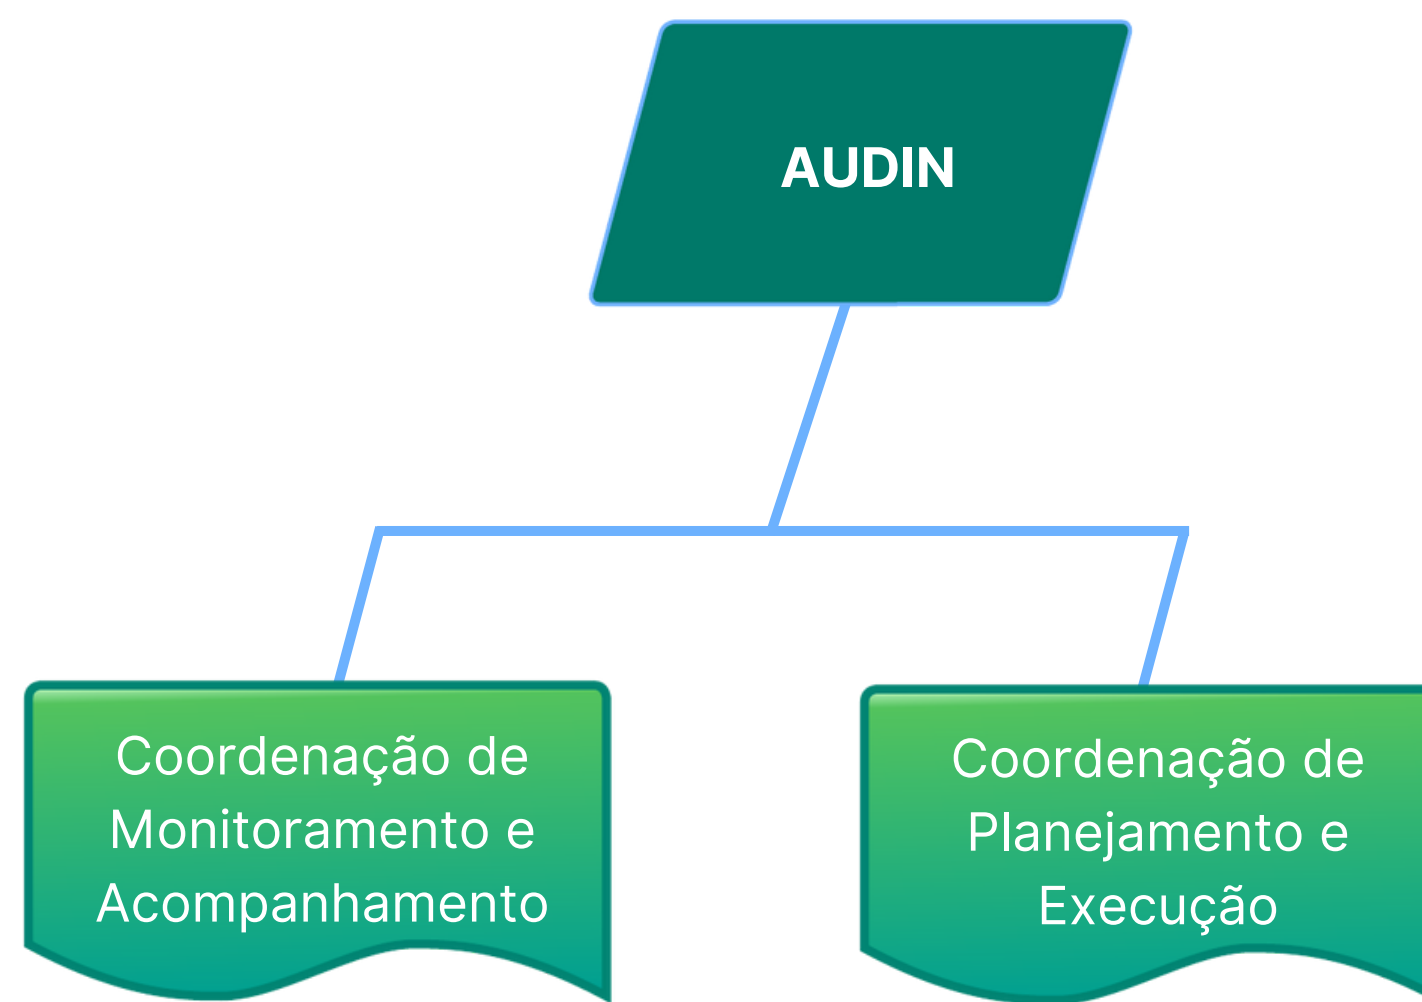 AUDIN
Coordenação de
Monitoramento e
Acompanhamento
Coordenação de
Planejamento e
Execução